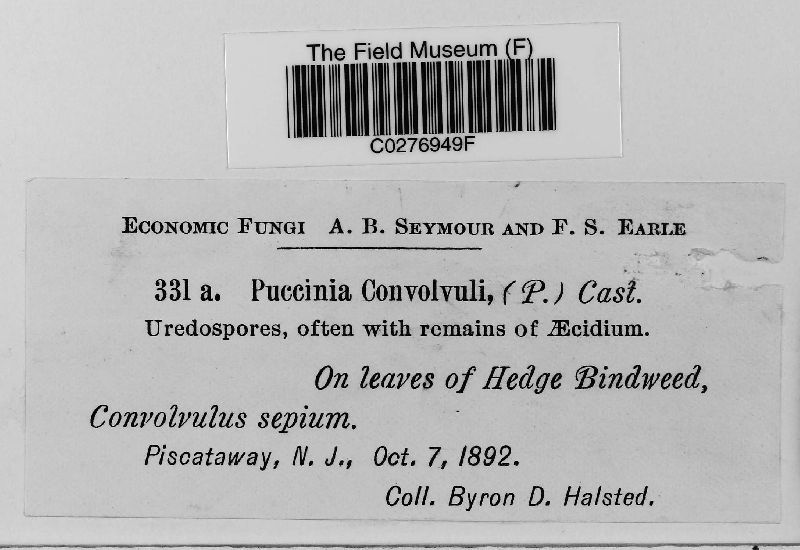 The Field Museum (F)
C0276949F
Economic Fungi A. B. Seymour and F. S. Earle
331 a. Puccinia Convolvuli, (P.) Cast.
Uredospores, often with remains of Æcidium.
On leaves of Hedge Bindweed,
Convolvulus sepium.
Piscataway, N. J., Oct. 7, 1892.
Coll. Byron D. Halsted.